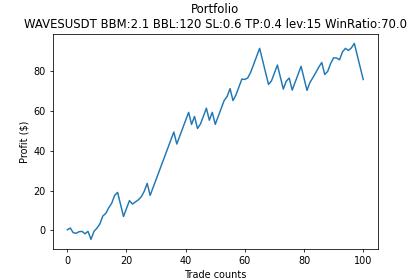 Portfolio
WAVESUSDT BBM:2.1 BBL:120 SL:0.6 TP:0.4 lev:15 WinRatio:70.0
Profit ($)
80
60
40
20
0
0 20 40 60 80 100
Trade counts